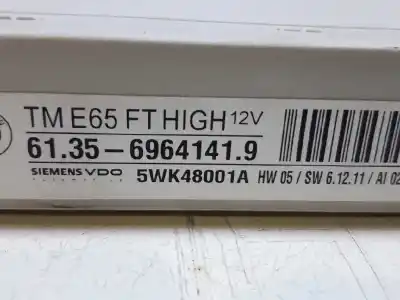 TM E65 FT HIGH 12V
61.35-6964141.9
SIEMENS VDO 5WK48001A HW 05 / SW 6.12.11 / AI 02